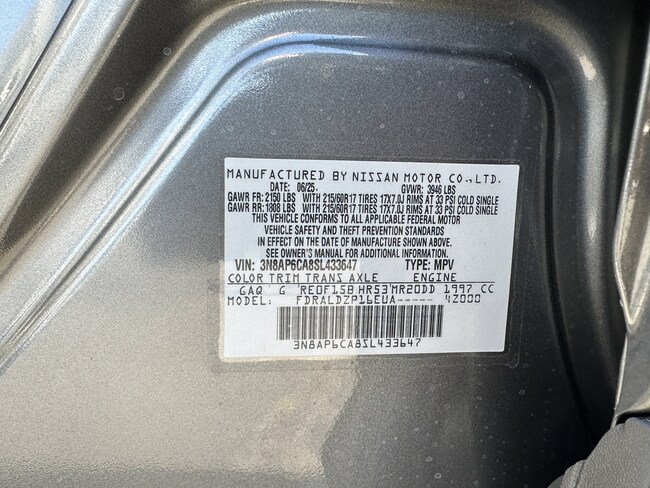 MANUFACTURED BY NISSAN MOTOR CO.,LTD.
DATE 06/25. GVWR: 3946 LBS
GAWR FR: 2150 LBS WITH 215/60R17 TIRES 17X7.0J RIMS AT 33 PSI COLD SINGLE
GAWR RR: 1808 LBS WITH 215/60R17 TIRES 17X7.0J RIMS AT 33 PSI COLD SINGLE
THIS VEHICLE CONFORMS TO ALL APPLICABLE FEDERAL MOTOR
VEHICLE SAFETY AND THEFT PREVENTION STANDARDS
IN EFFECT ON THE DATE OF MANUFACTURE SHOWN ABOVE.
SEE OWNER'S MANUAL FOR ADDITIONAL INFORMATION.
VIN: 3N8AP6CA8SL433647 TYPE: MPV
COLOR TRIM TRANS AXLE ENGINE
GAQ G RE0F15B HR53 MR20DD 1997 CC
MODEL: FDRALDZP16EUA----- 4Z000
3N8AP6CA8SL433647